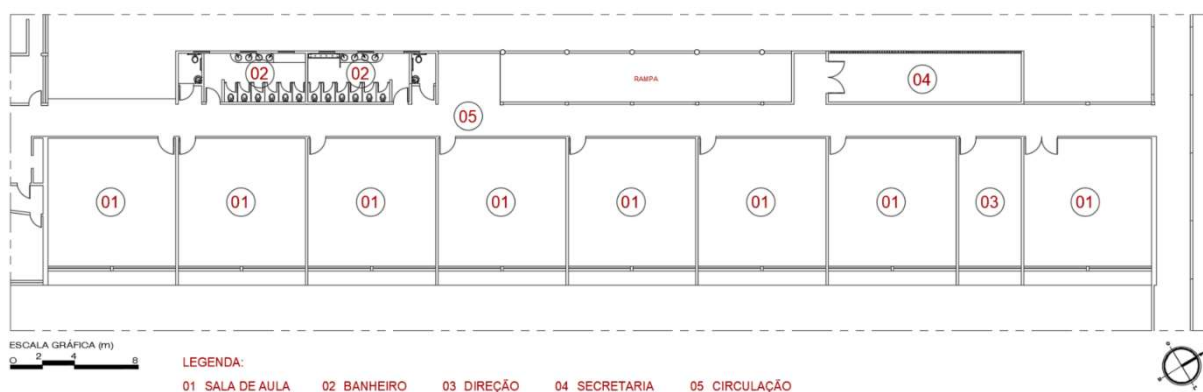 02
02
RAMPA
04
05
01
01
01
01
01
01
01
03
01
ESCALA GRÁFICA (m)
0 2 4 8
LEGENDA:
01 SALA DE AULA 02 BANHEIRO 03 DIREÇÃO 04 SECRETARIA 05 CIRCULAÇÃO